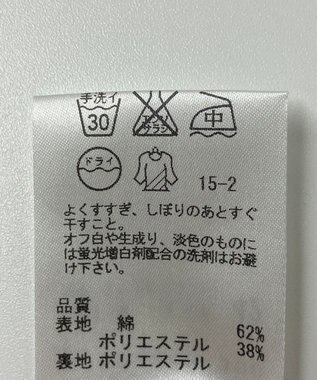 手洗イ
30
エンソ
サラシ
中
ドライ
15-2
よくすすぎ、しぼりのあとすぐ
干すこと。
オフ白や生成り、淡色のものに
は蛍光増白剤配合の洗剤はお避
け下さい。
品質
表地 綿 62%
ポリエステル 38%
裏地 ポリエステル